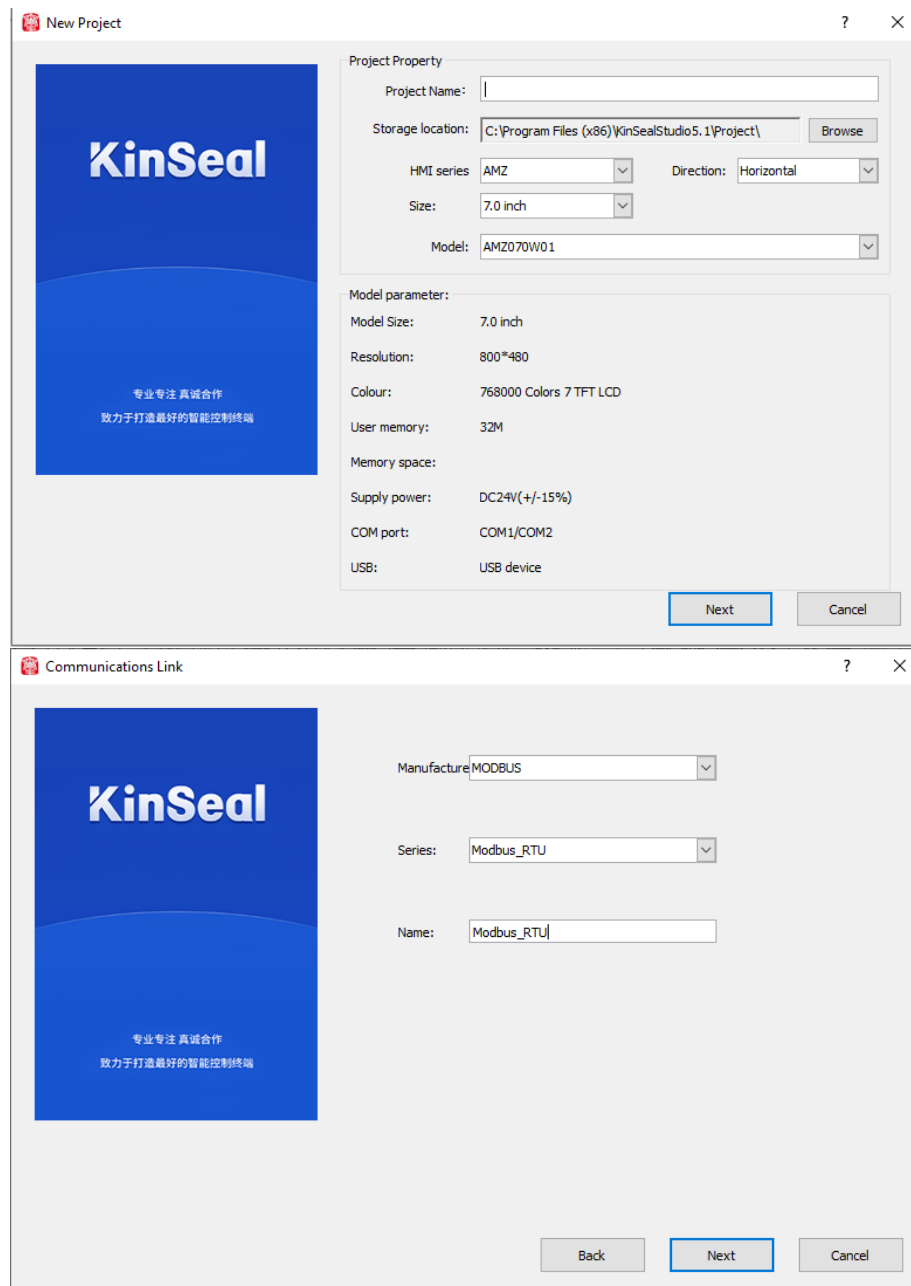 New Project
?
Project Property
Project Name:
Storage location: C:\Program Files (x86)\KinSealStudio5.1\Project\ Browse
HMI series AMZ Direction: Horizontal
Size: 7.0 inch
Model: AMZ070W01
KinSeal
专业专注 真诚合作
致力于打造最好的智能控制终端
Model parameter:
Model Size: 7.0 inch
Resolution: 800*480
Colour: 768000 Colors 7 TFT LCD
User memory: 32M
Memory space:
Supply power: DC24V(+/-15%)
COM port: COM1/COM2
USB: USB device
Next Cancel
Communications Link
?
KinSeal
专业专注 真诚合作
致力于打造最好的智能控制终端
Manufacture MODBUS
Series: Modbus_RTU
Name: Modbus_RTU
Back Next Cancel